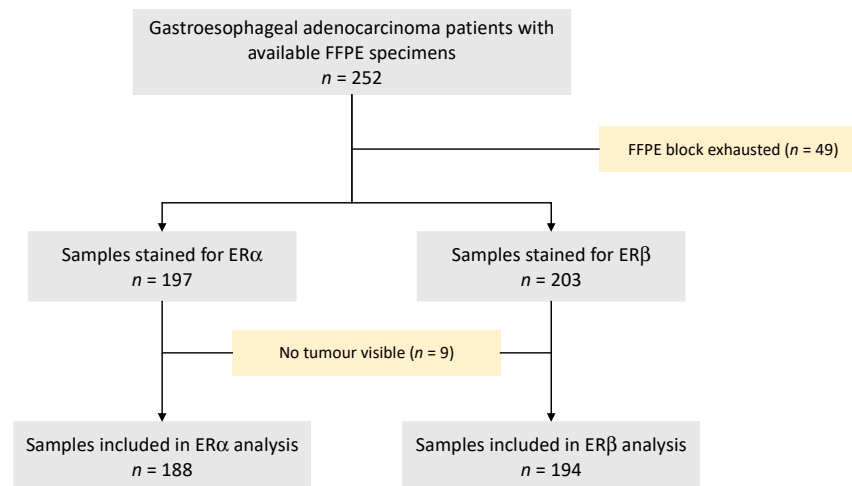 Gastroesophageal adenocarcinoma patients with
available FFPE specimens
n = 252
FFPE block exhausted (n = 49)
Samples stained for ERα
n = 197
Samples stained for ERβ
n = 203
No tumour visible (n = 9)
Samples included in ERα analysis
n = 188
Samples included in ERβ analysis
n = 194